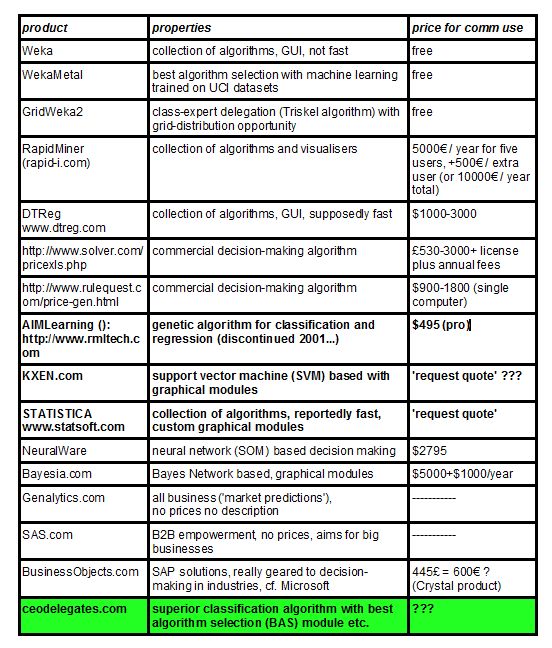 product properties price for comm use
Weka collection of algorithms, GUI, not fast free
WekaMetal best algorithm selection with machine learning free
trained on UCI datasets
GridWeka2 class-expert delegation (Triskel algorithm) with free
grid-distribution opportunity
RapidMiner collection of algorithms and visualisers 5000€ / year for five
(rapid-i.com) users, +500€ / extra
user (or 10000€ / year
total)
DTReg collection of algorithms, GUI, supposedly fast $1000-3000
www.dtreg.com
http://www.solver.com/ commercial decision-making algorithm £530-3000+ license
pricexls.php plus annual fees
http://www.rulequest.c commercial decision-making algorithm $900-1800 (single
om/price-gen.html computer)
AIMLearning (): genetic algorithm for classification and $495 (pro)
http://www.rmltech.c regression (discontinued 2001...)
om
KXEN.com support vector machine (SVM) based with 'request quote' ???
graphical modules
STATISTICA collection of algorithms, reportedly fast, 'request quote'
www.statsoft.com custom graphical modules
NeuralWare neural network (SOM) based decision making $2795
Bayesia.com Bayes Network based, graphical modules $5000+$1000/year
Genalytics.com all business ('market predictions'), -----------
no prices no description
SAS.com B2B empowerment, no prices, aims for big -----------
businesses
BusinessObjects.com SAP solutions, really geared to decision- 445£ = 600€ ?
making in industries, cf. Microsoft (Crystal product)
ceodelegates.com superior classification algorithm with best ???
algorithm selection (BAS) module etc.